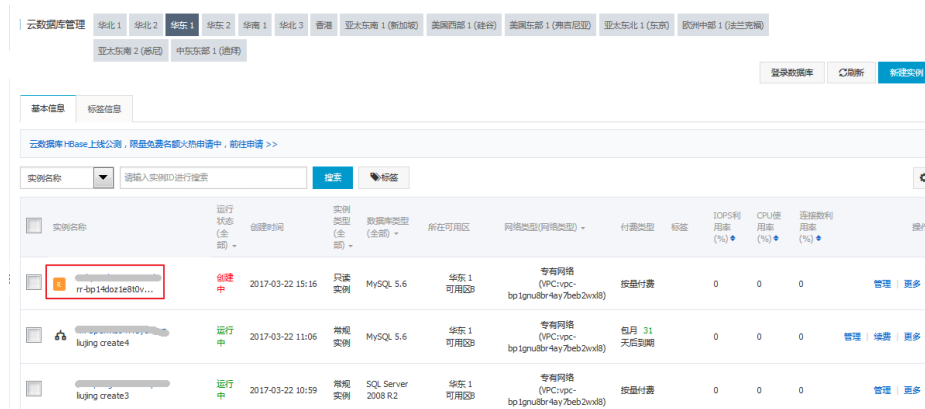 云数据库管理 华北 1 华北 2 华东 1 华东 2 华南 1 华北 3 香港 亚太东南 1 (新加坡) 美国西部 1 (硅谷) 美国东部 1 (弗吉尼亚) 亚太东北 1 (东京) 欧洲中部 1 (法兰克福)
亚太东南 2 (悉尼) 中东东部 1 (迪拜)
登录数据库 刷新 新建实例
基本信息 标签信息
云数据库 HBase 上线公测，限量免费名额火热申请中，前往申请 >>
实例名称 请输入实例ID进行搜索 搜索 标签
实例名称 运行状态(全部) 创建时间 实例类型(全部) 数据库类型(全部) 所在可用区 网络类型(网络类型) 付费类型 标签 IOPS利用率(%) CPU使用率(%) 连接数利用率(%) 操作
rr-bp14doz1e8t0v... 创建中 2017-03-22 15:16 只读实例 MySQL 5.6 华东 1 可用区B 专有网络 (VPC:vpc-bp1gnu8br4ay7beb2wxl8) 按量付费 0 0 0 管理 | 更多
liujing create4 运行中 2017-03-22 11:06 常规实例 MySQL 5.6 华东 1 可用区B 专有网络 (VPC:vpc-bp1gnu8br4ay7beb2wxl8) 包月 31 天后到期 0 0 0 管理 | 续费 | 更多
liujing create3 运行中 2017-03-22 10:59 常规实例 SQL Server 2008 R2 华东 1 可用区B 专有网络 (VPC:vpc-bp1gnu8br4ay7beb2wxl8) 按量付费 0 0 0 管理 | 更多